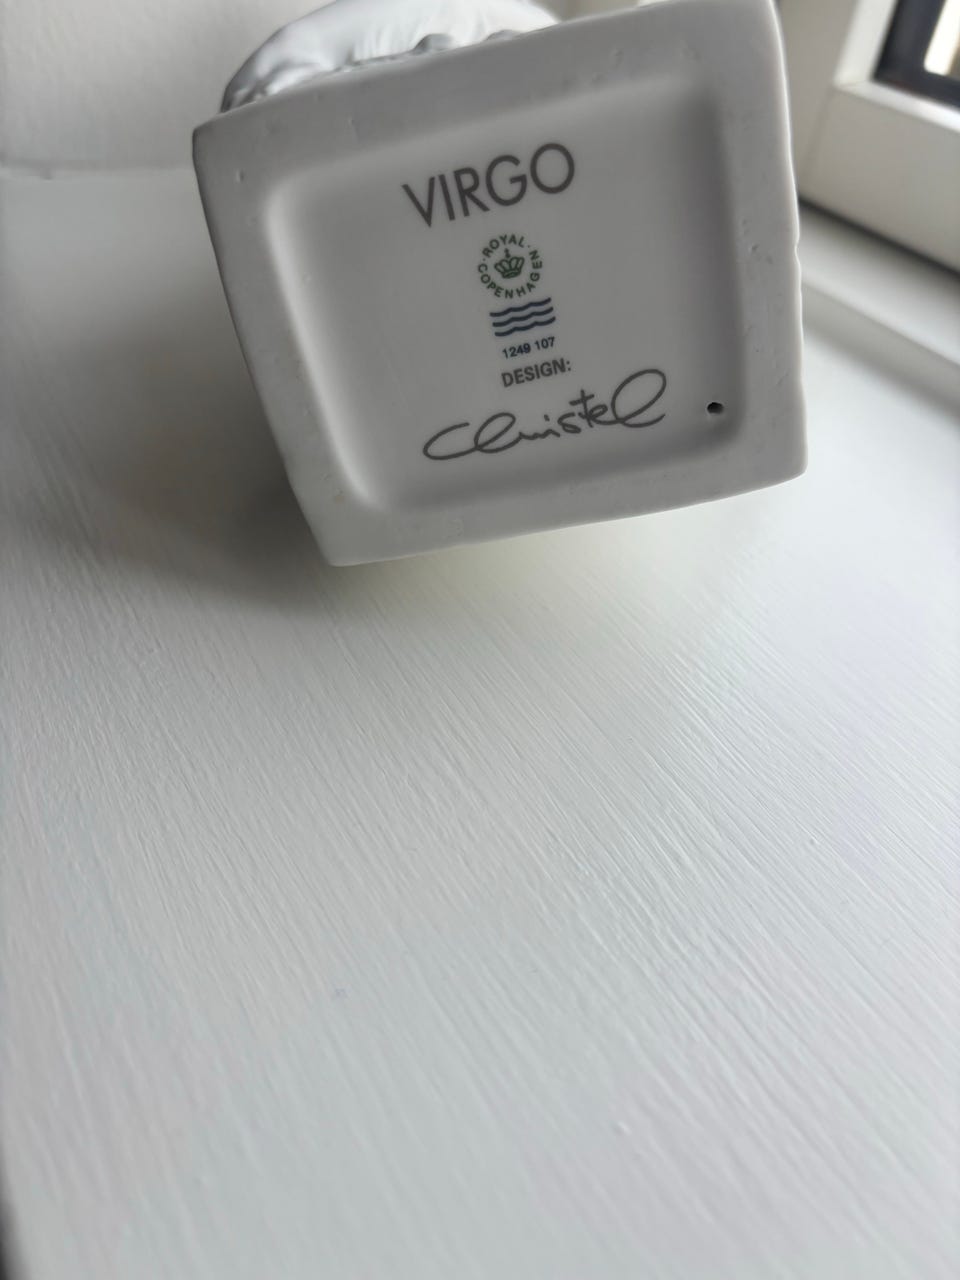 VIRGO
ROYAL
COPENHAGEN
1249 107
DESIGN:
Christel